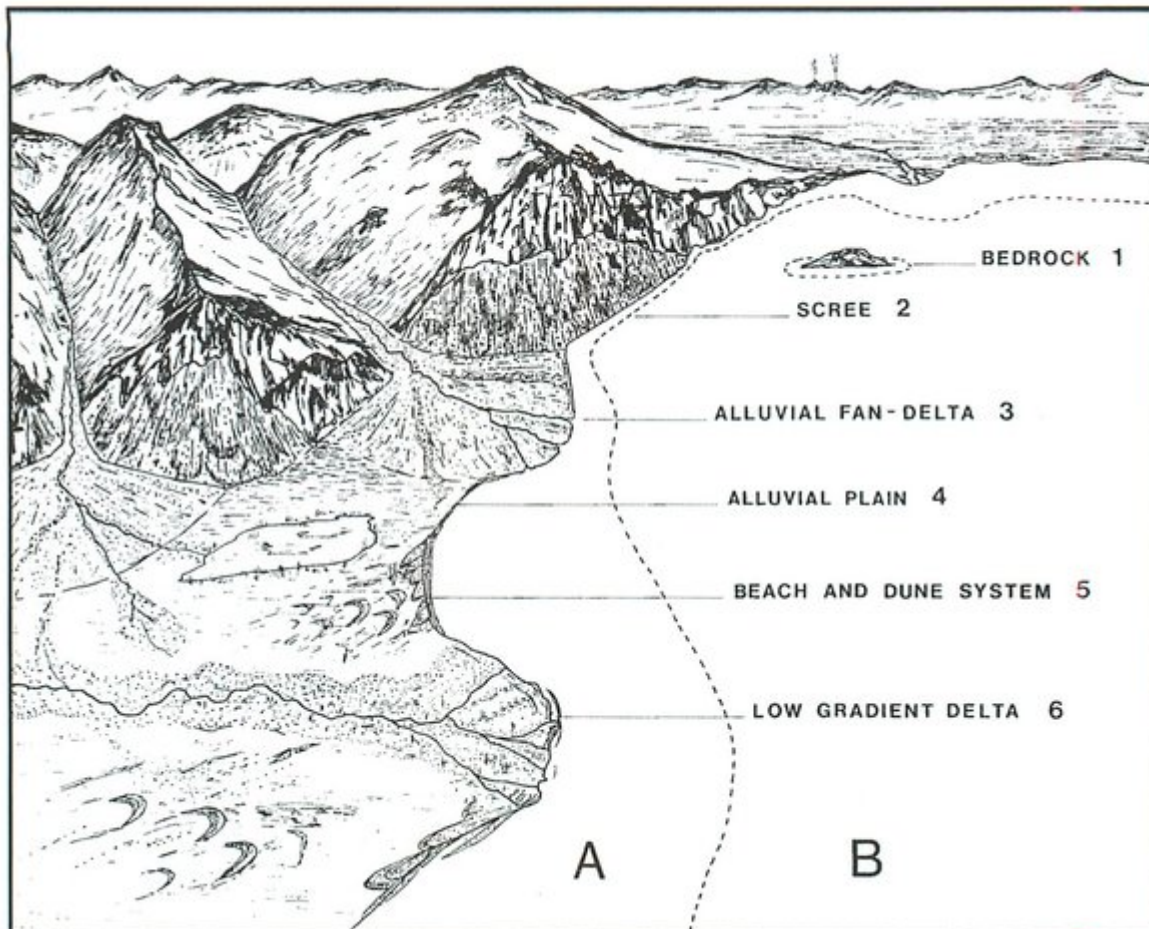 BEDROCK 1
SCREE 2
ALLUVIAL FAN-DELTA 3
ALLUVIAL PLAIN 4
BEACH AND DUNE SYSTEM 5
LOW GRADIENT DELTA 6
A B